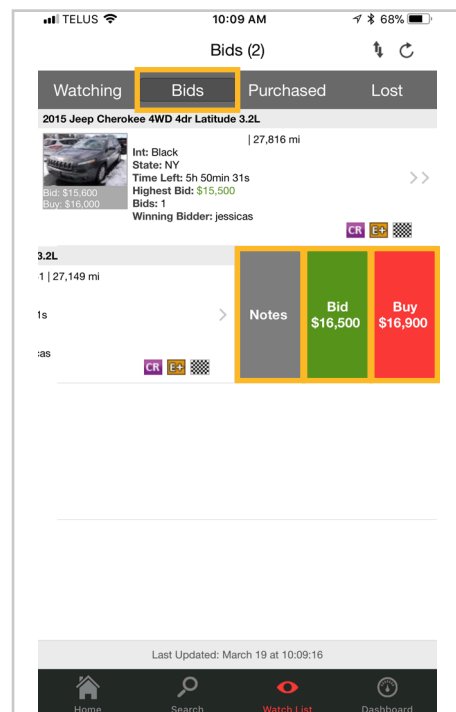 TELUS 10:09 AM 68%
Bids (2)
Watching Bids Purchased Lost
2015 Jeep Cherokee 4WD 4dr Latitude 3.2L
| 27,816 mi
Int: Black
State: NY
Time Left: 5h 50min 31s
Highest Bid: $15,500
Bids: 1
Winning Bidder: jessicas
Bid: $15,600
Buy: $16,000
CR E+
3.2L
1 | 27,149 mi
1s
cas
CR E+
Notes
Bid
$16,500
Buy
$16,900
Last Updated: March 19 at 10:09:16
Home Search Watch List Dashboard